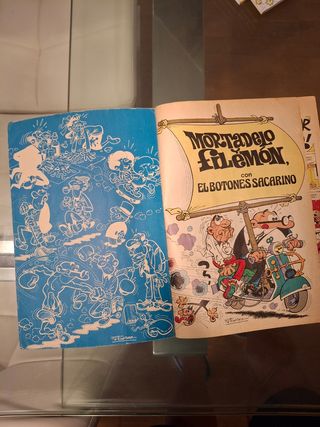 MORTADELO
Y FILEMÓN,
con
EL BOTONES SACARINO